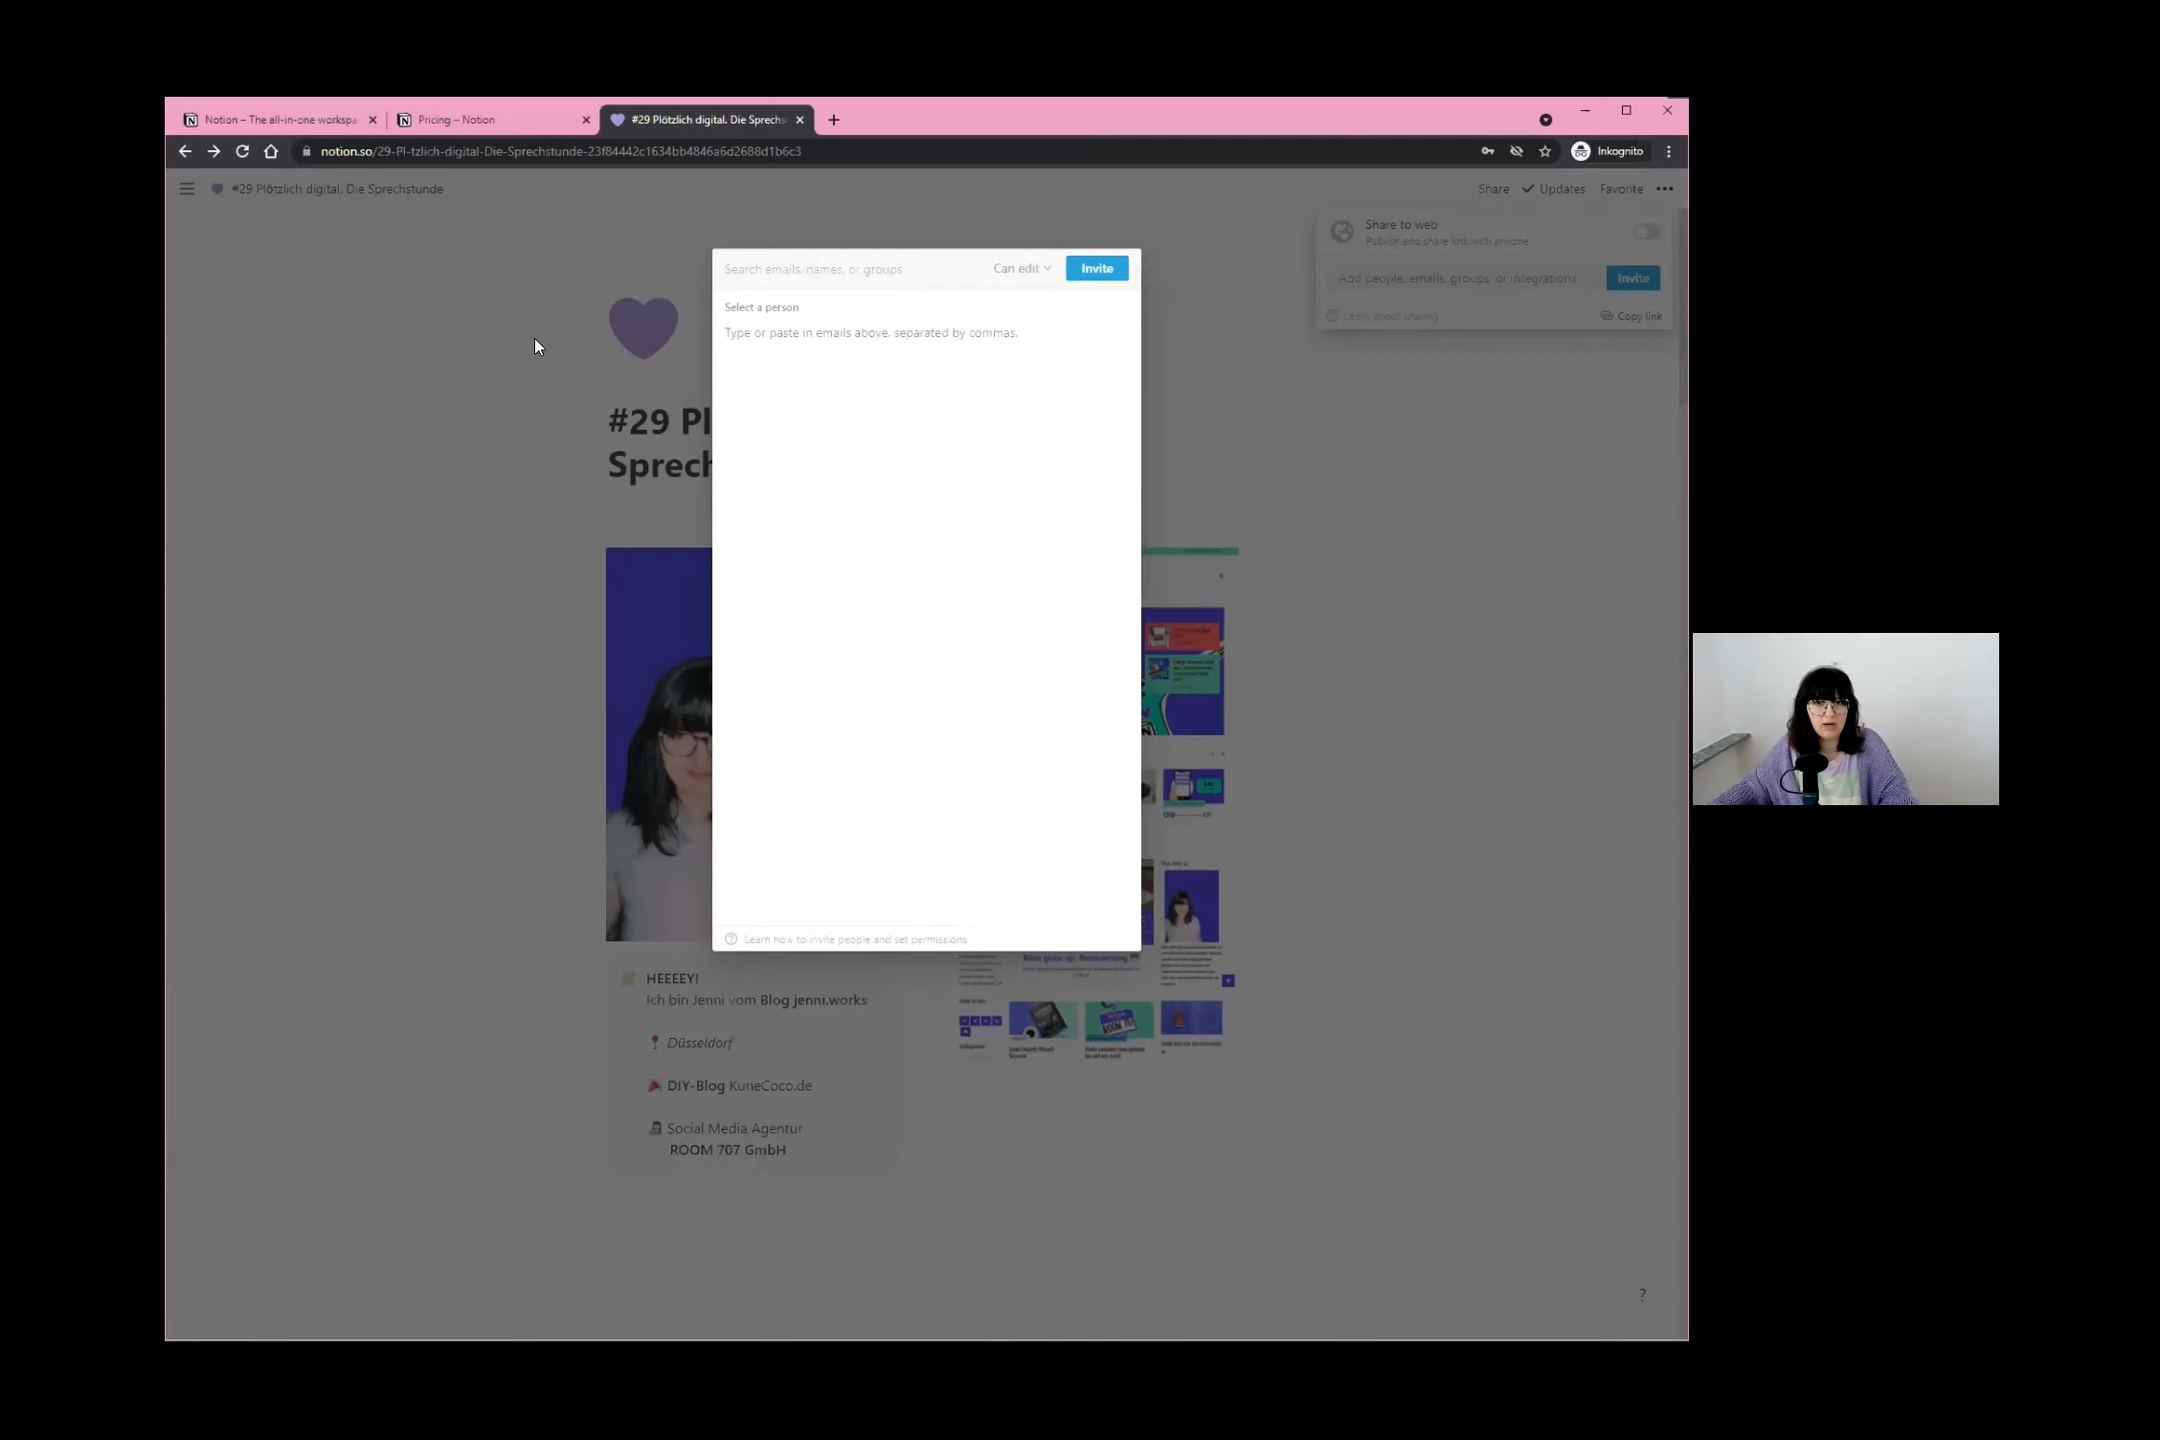 Notion – The all-in-one workspa
Pricing – Notion
#29 Plötzlich digital. Die Sprechs
notion.so/29-Pl-tzlich-digital-Die-Sprechstunde-23f84442c1634bb4846a6d2688d1b6c3
Inkognito
#29 Plötzlich digital. Die Sprechstunde
Share
Updates
Favorite
Share to web
Publish and share link with anyone
Add people, emails, groups, or integrations
Invite
Learn about sharing
Copy link
Search emails, names, or groups
Can edit
Invite
Select a person
Type or paste in emails above, separated by commas.
#29 Pl
Sprech
Learn how to invite people and set permissions
HEEEEY!
Ich bin Jenni vom Blog jenni.works
Düsseldorf
DIY-Blog KuneCoco.de
Social Media Agentur
ROOM 707 GmbH
?